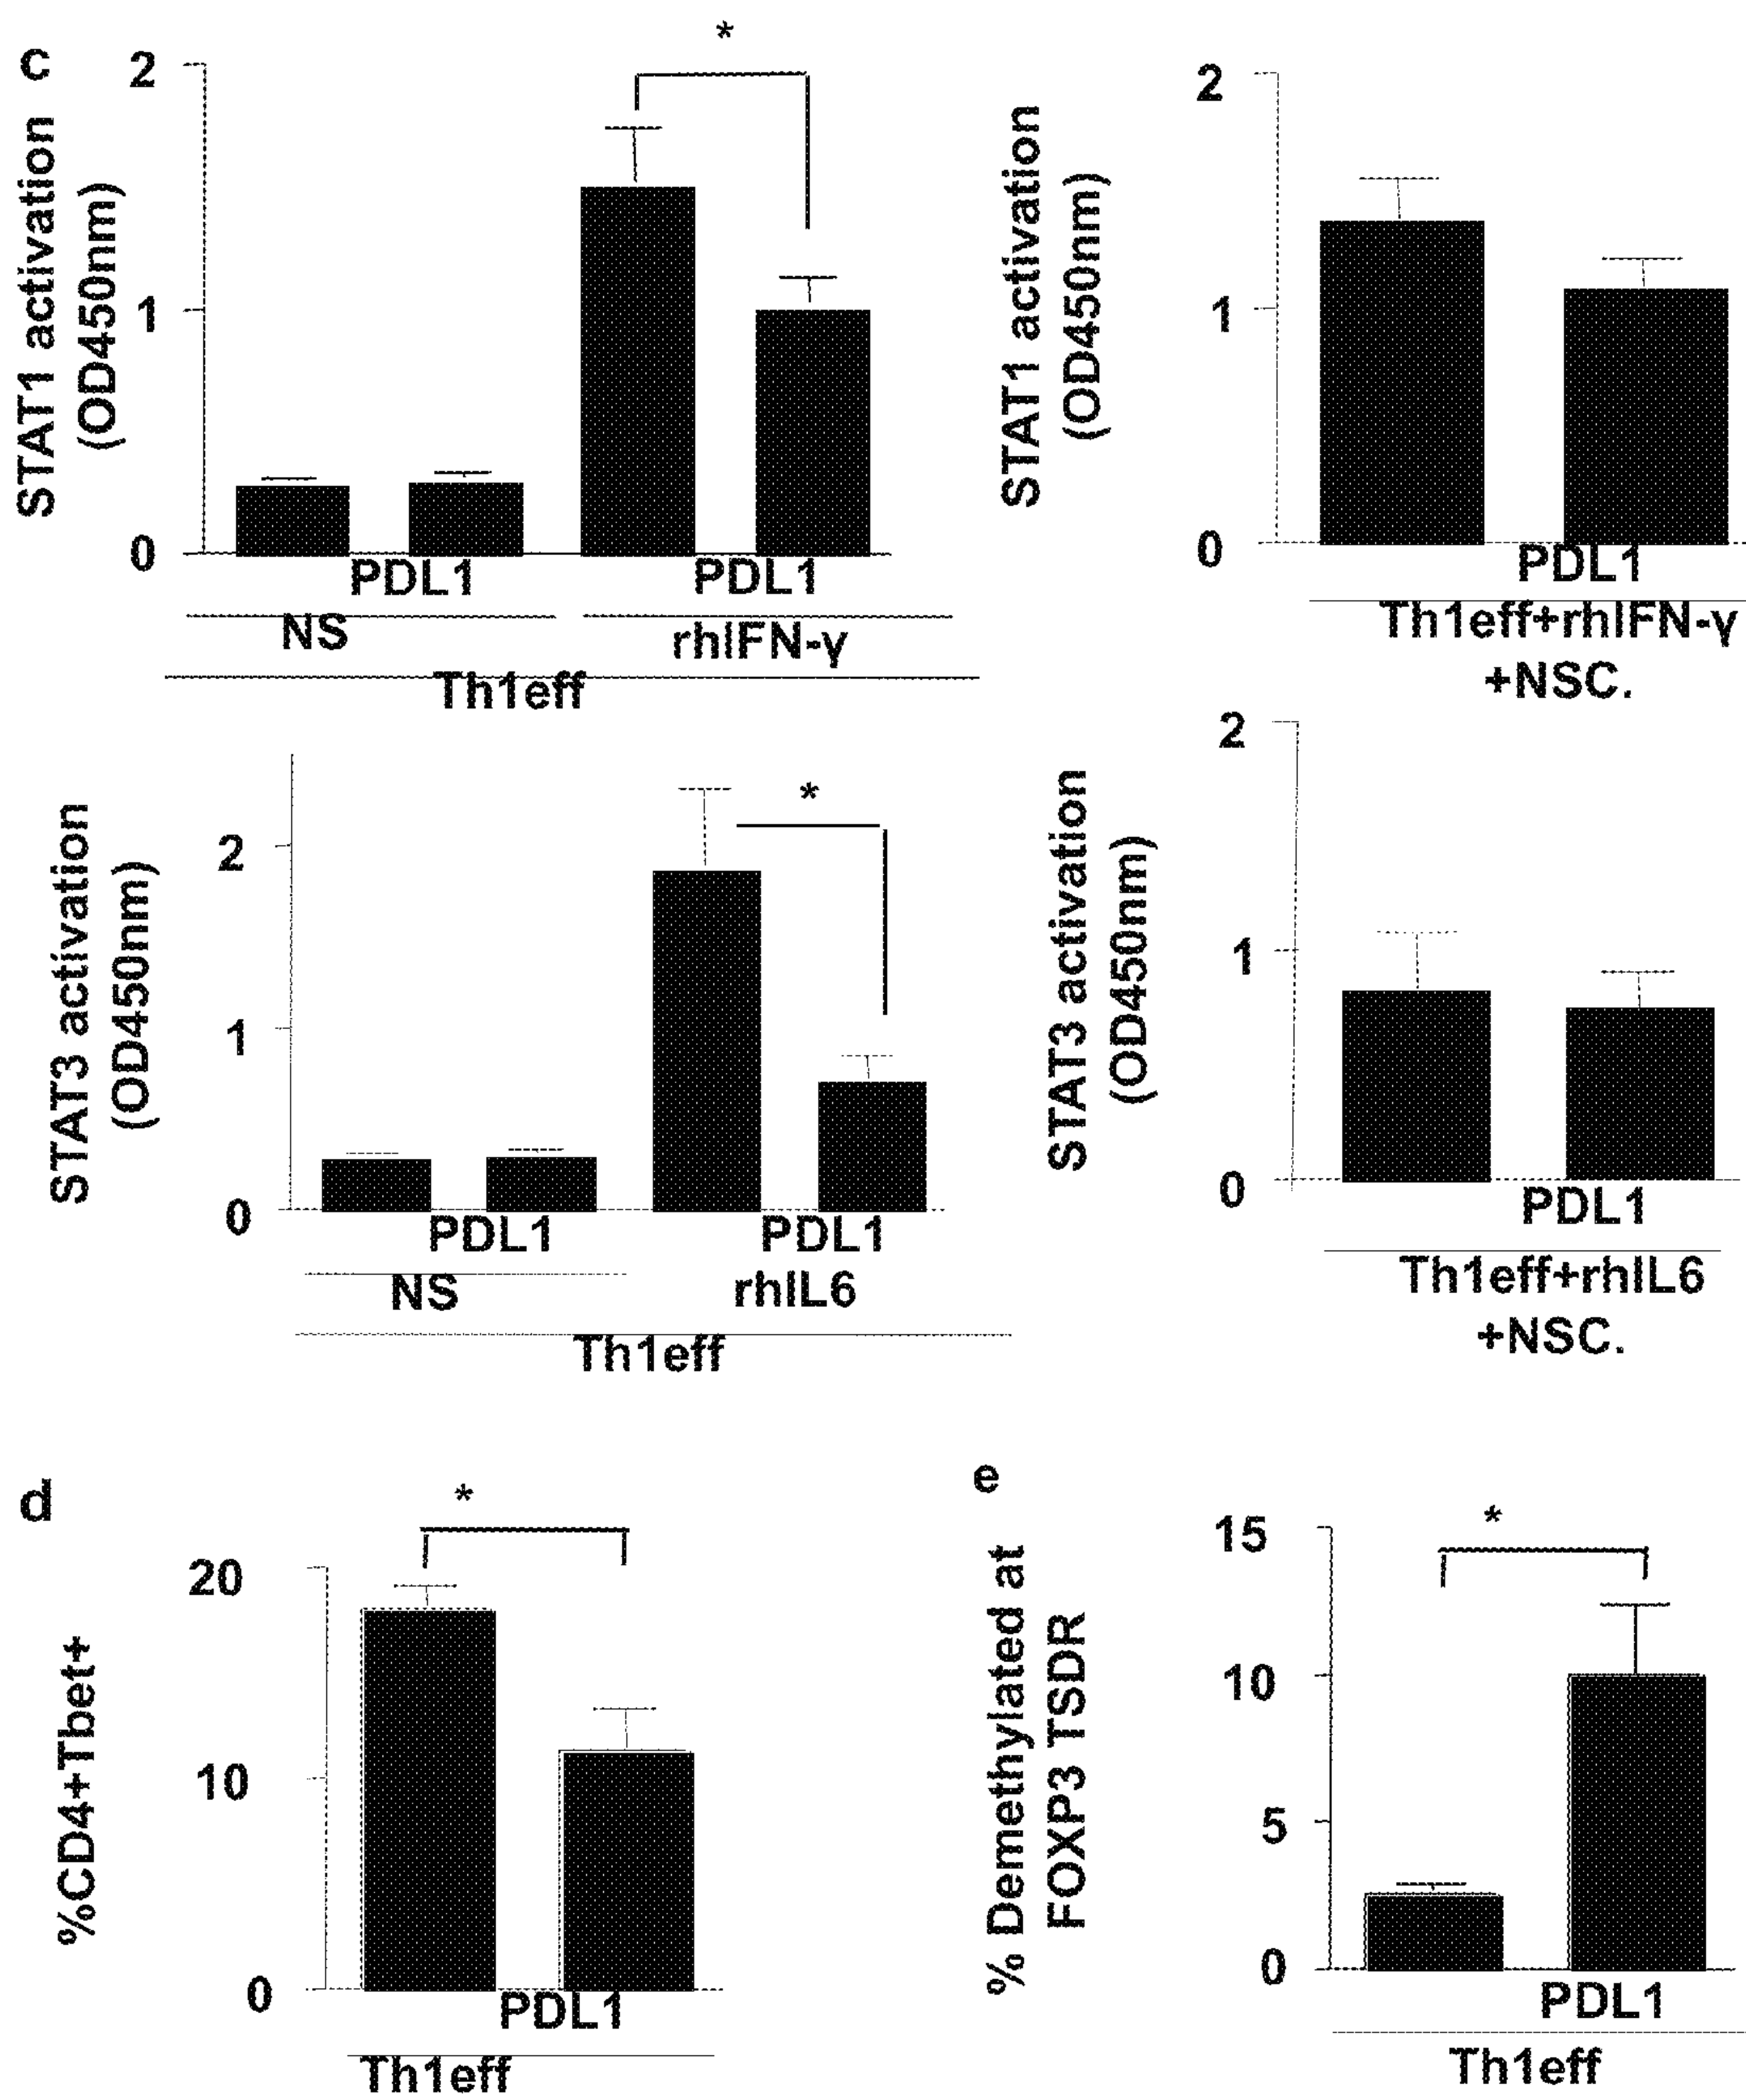 c
STAT1 activation
(OD450nm)
2
1
0
*
PDL1
PDL1
NS
rhIFN-γ
Th1eff
STAT1 activation
(OD450nm)
2
1
0
PDL1
Th1eff+rhIFN-γ
+NSC.
STAT3 activation
(OD450nm)
2
1
0
*
PDL1
PDL1
NS
rhIL6
Th1eff
STAT3 activation
(OD450nm)
2
1
0
PDL1
Th1eff+rhIL6
+NSC.
d
%CD4+Tbet+
20
10
0
*
PDL1
Th1eff
e
% Demethylated at
FOXP3 TSDR
15
10
5
0
*
PDL1
Th1eff